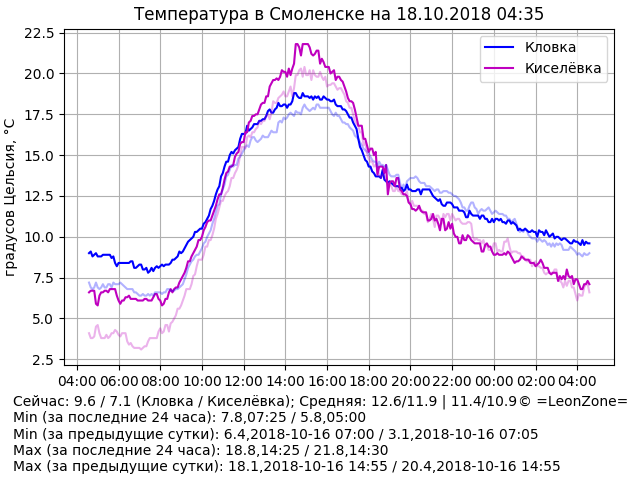 Температура в Смоленске на 18.10.2018 04:35
22.5
20.0
17.5
15.0
12.5
10.0
7.5
5.0
2.5
градусов Цельсия, °C
Кловка
Киселёвка
04:00 06:00 08:00 10:00 12:00 14:00 16:00 18:00 20:00 22:00 00:00 02:00 04:00
Сейчас: 9.6 / 7.1 (Кловка / Киселёвка); Средняя: 12.6/11.9 | 11.4/10.9© =LeonZone=
Min (за последние 24 часа): 7.8,07:25 / 5.8,05:00
Min (за предыдущие сутки): 6.4,2018-10-16 07:00 / 3.1,2018-10-16 07:05
Max (за последние 24 часа): 18.8,14:25 / 21.8,14:30
Max (за предыдущие сутки): 18.1,2018-10-16 14:55 / 20.4,2018-10-16 14:55